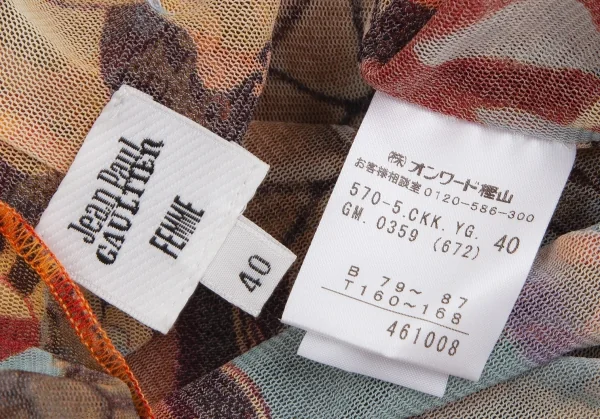 Jean Paul
GAULTIER
FEMME
40
㈱オンワード樫山
お客様相談室 0120-586-300
570-5.CKK.YG.
GM. 0359 (672) 40
B 79~ 87
T160~168
461008